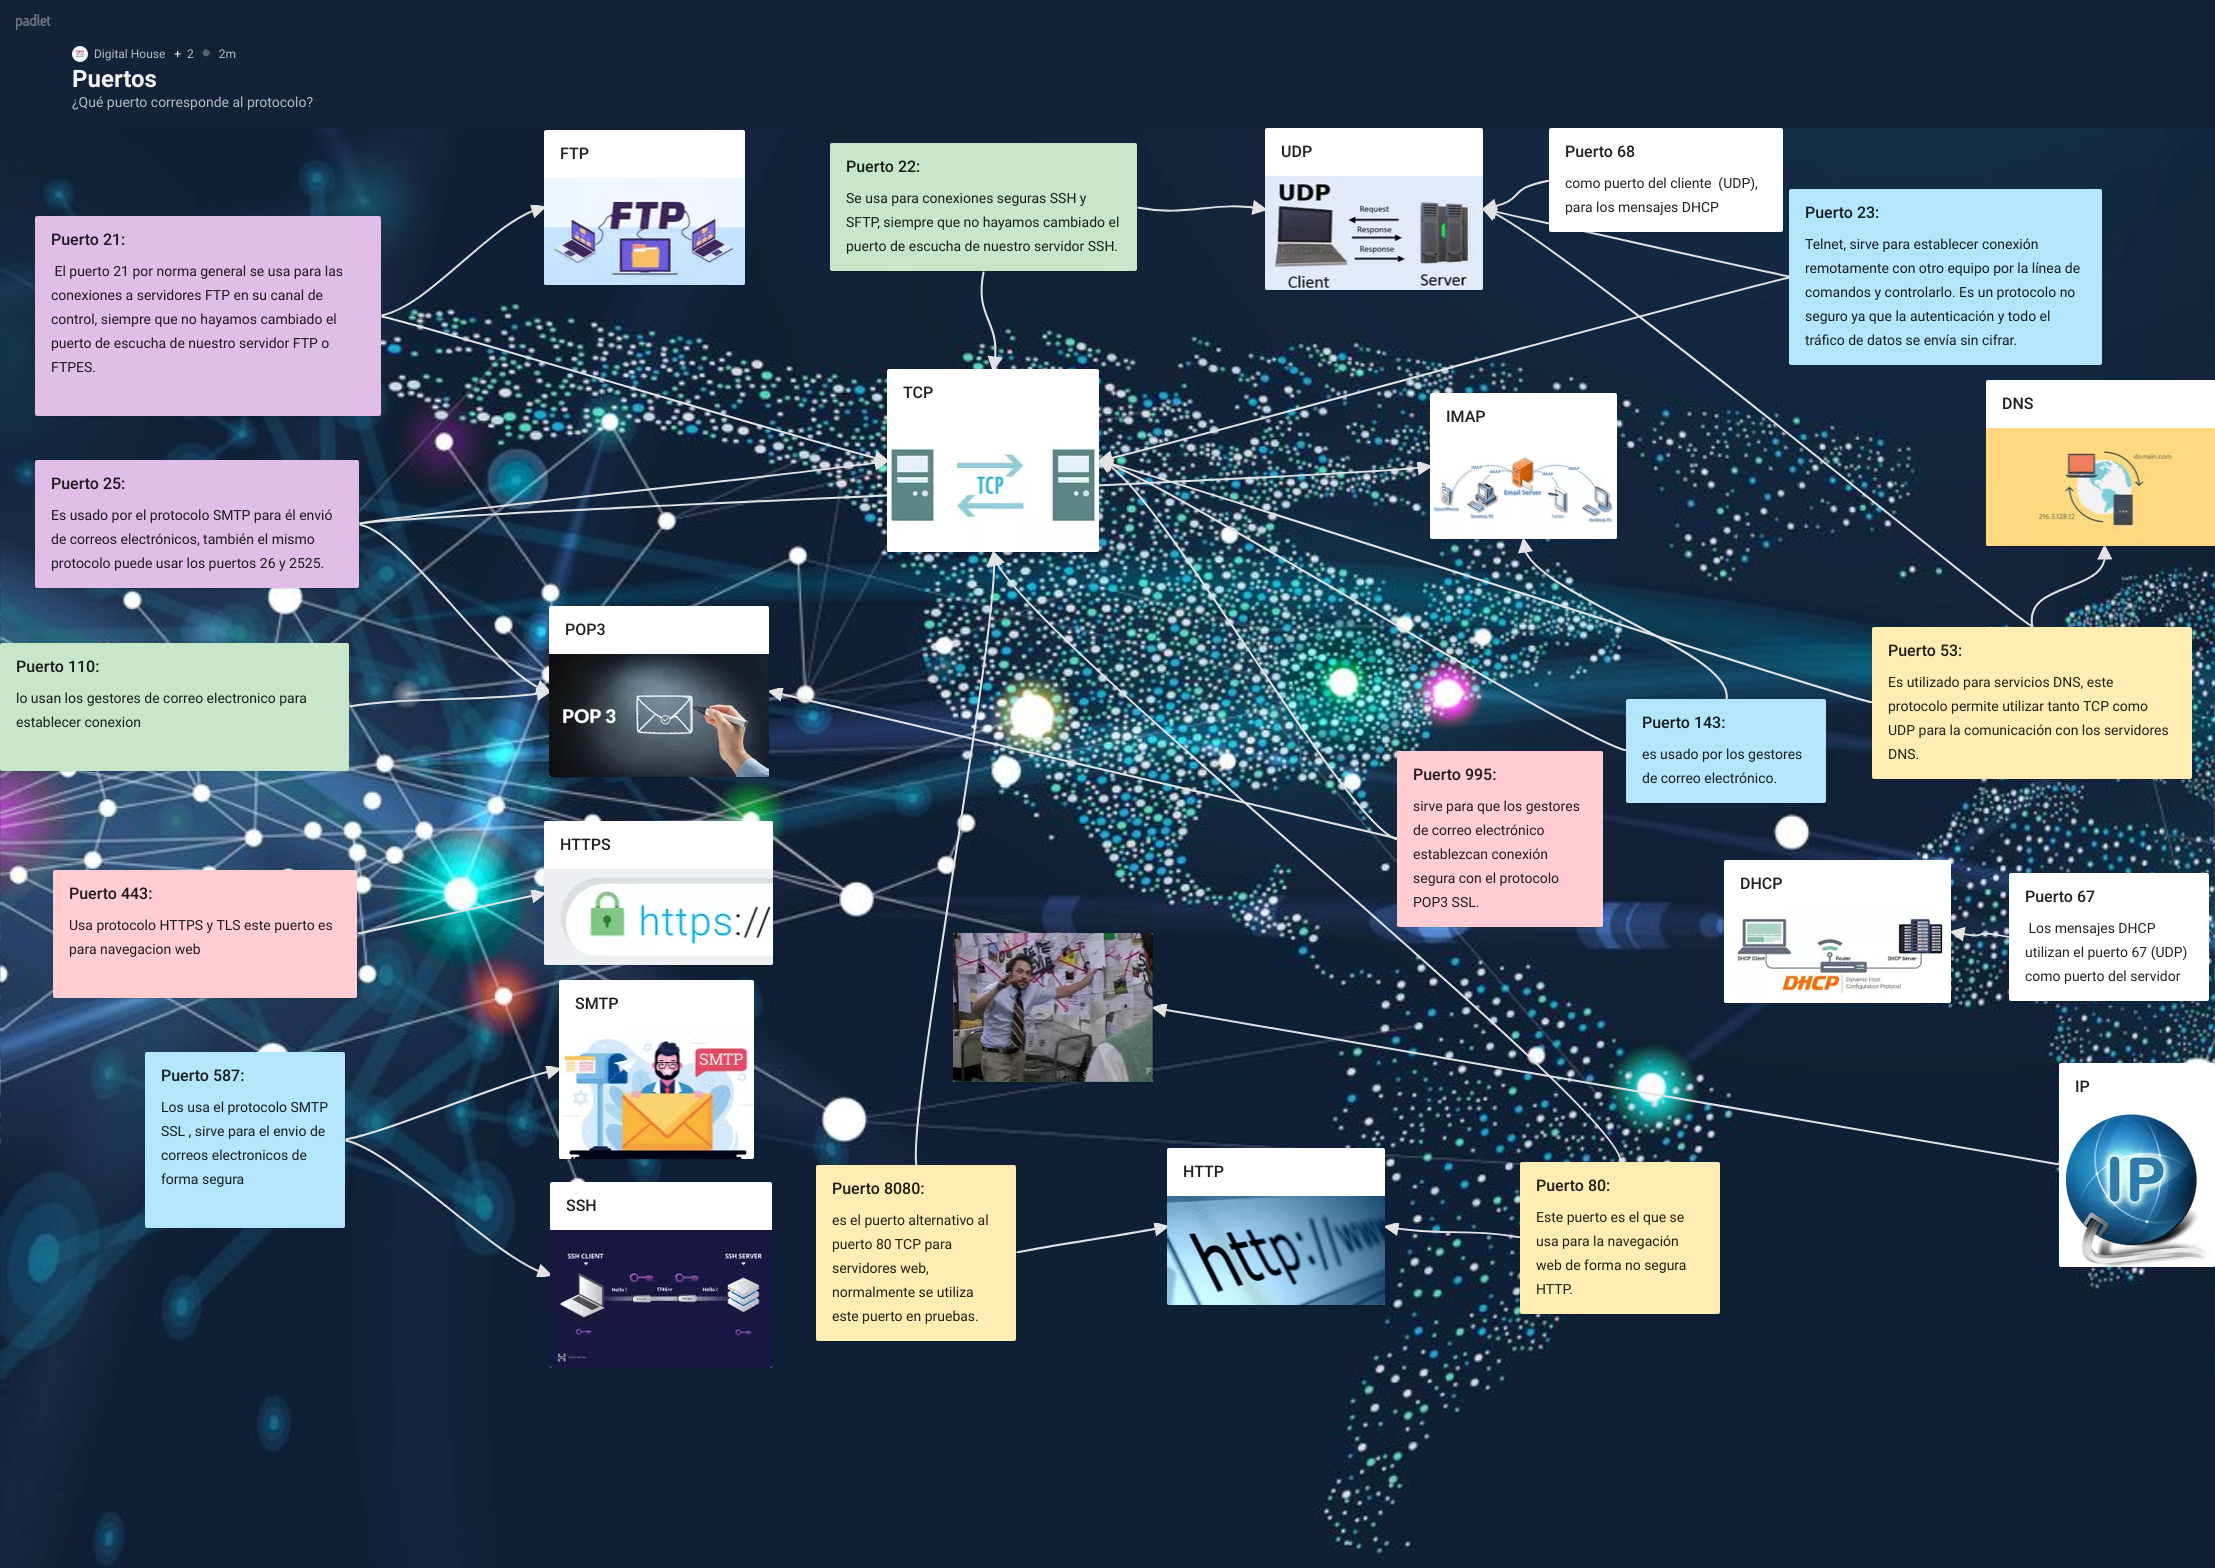 padlet
Digital House + 2 2m
Puertos
¿Qué puerto corresponde al protocolo?
FTP
FTP
Puerto 22:
Se usa para conexiones seguras SSH y
SFTP, siempre que no hayamos cambiado el
puerto de escucha de nuestro servidor SSH.
UDP
UDP
Request
Response
Response
Client
Server
Puerto 68
como puerto del cliente (UDP),
para los mensajes DHCP
Puerto 23:
Telnet, sirve para establecer conexión
remotamente con otro equipo por la línea de
comandos y controlarlo. Es un protocolo no
seguro ya que la autenticación y todo el
tráfico de datos se envía sin cifrar.
Puerto 21:
El puerto 21 por norma general se usa para las
conexiones a servidores FTP en su canal de
control, siempre que no hayamos cambiado el
puerto de escucha de nuestro servidor FTP o
FTPES.
TCP
TCP
IMAP
IMAP
IMAP
IMAP
IMAP
Email Server
SmartPhone
Desktop PC
Tablet
Desktop PC
DNS
domain.com
216.3.128.12
Puerto 25:
Es usado por el protocolo SMTP para él envió
de correos electrónicos, también el mismo
protocolo puede usar los puertos 26 y 2525.
POP3
POP 3
Puerto 110:
lo usan los gestores de correo electronico para
establecer conexion
Puerto 53:
Es utilizado para servicios DNS, este
protocolo permite utilizar tanto TCP como
UDP para la comunicación con los servidores
DNS.
Puerto 143:
es usado por los gestores
de correo electrónico.
Puerto 995:
sirve para que los gestores
de correo electrónico
establezcan conexión
segura con el protocolo
POP3 SSL.
HTTPS
https://
Puerto 443:
Usa protocolo HTTPS y TLS este puerto es
para navegacion web
DHCP
DHCP Client
Router
DHCP Server
DHCP
Dynamic Host
Configuration Protocol
Puerto 67
Los mensajes DHCP
utilizan el puerto 67 (UDP)
como puerto del servidor
SMTP
SMTP
Puerto 587:
Los usa el protocolo SMTP
SSL , sirve para el envio de
correos electronicos de
forma segura
IP
IP
SSH
SSH CLIENT
SSH SERVER
Hello !
Hello !
Puerto 8080:
es el puerto alternativo al
puerto 80 TCP para
servidores web,
normalmente se utiliza
este puerto en pruebas.
HTTP
http://www
Puerto 80:
Este puerto es el que se
usa para la navegación
web de forma no segura
HTTP.